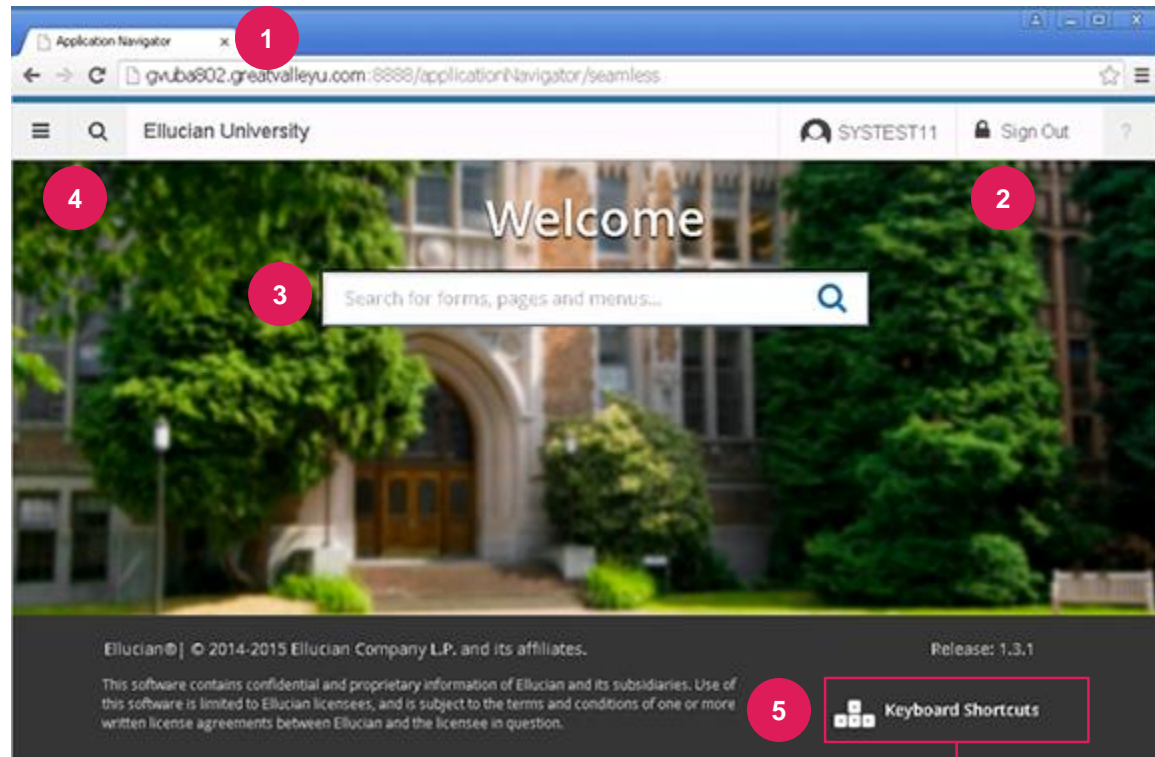 Application Navigator
1
gvuba802.greatvalleyu.com:8888/applicationNavigator/seamless
Ellucian University
SYSTEST11
Sign Out
?
4
2
Welcome
3
Search for forms, pages and menus...
Ellucian®| © 2014-2015 Ellucian Company L.P. and its affiliates.
Release: 1.3.1
This software contains confidential and proprietary information of Ellucian and its subsidiaries. Use of
this software is limited to Ellucian licensees, and is subject to the terms and conditions of one or more
written license agreements between Ellucian and the licensee in question.
5
Keyboard Shortcuts